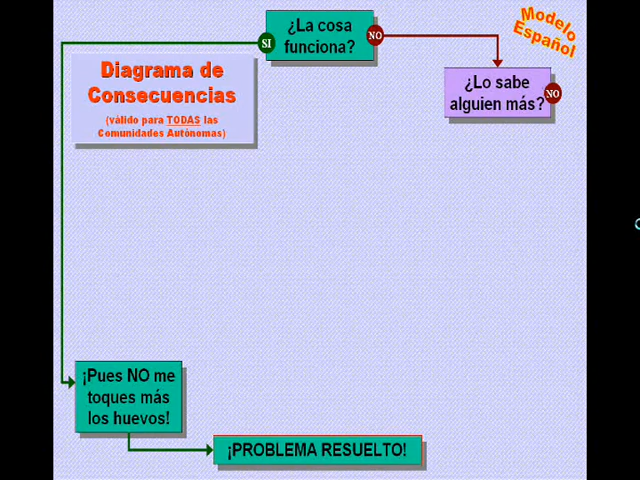 ¿La cosa
funciona?
SI
NO
Modelo
Español
Diagrama de
Consecuencias
(válido para TODAS las
Comunidades Autónomas)
¿Lo sabe
alguien más?
NO
¡Pues NO me
toques más
los huevos!
¡PROBLEMA RESUELTO!